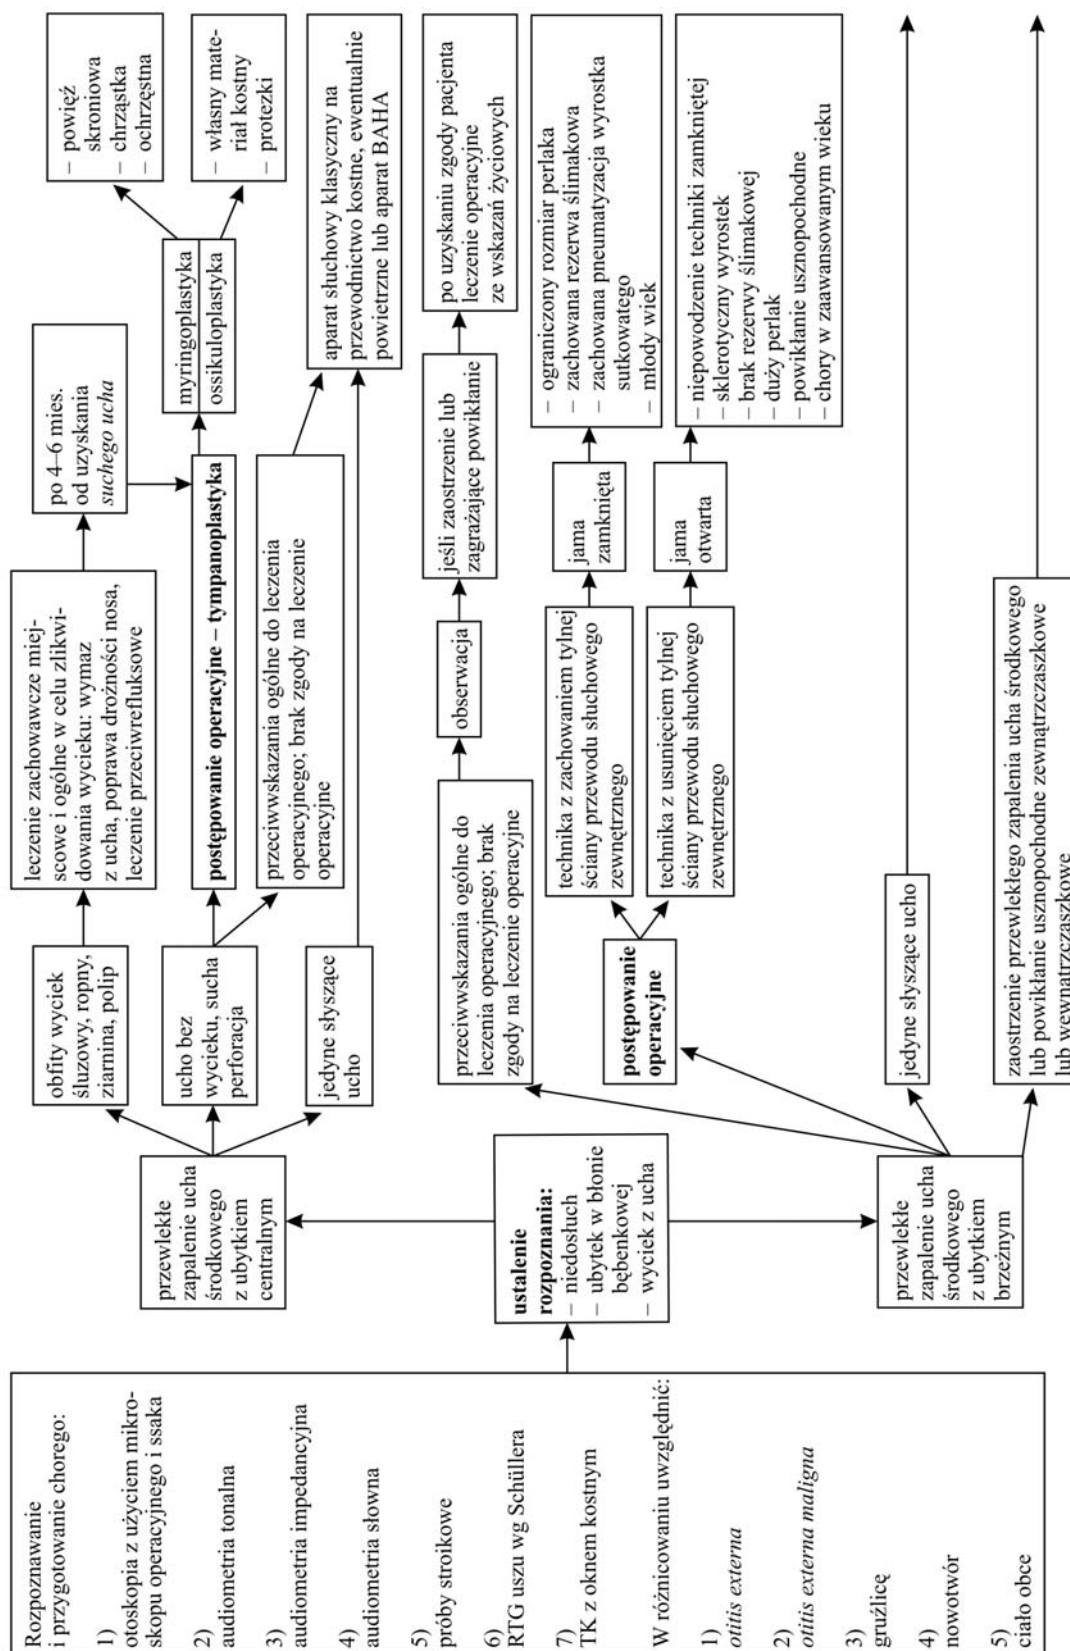 Rozpoznawanie
i przygotowanie chorego:
1)
otoskopia z użyciem mikro-
skopu operacyjnego i ssaka
2)
audiometria tonalna
3)
audiometria impedancyjna
4)
audiometria słowna
5)
próby stroikowe
6)
RTG uszu wg Schüllera
7)
TK z oknem kostnym
W różnicowaniu uwzględnić:
1)
otitis externa
2)
otitis externa maligna
3)
gruźlicę
4)
nowotwór
5)
ciało obce
ustalenie
rozpoznania:
– niedosłuch
– ubytek w błonie
bębenkowej
– wyciek z ucha
przewlekłe
zapalenie ucha
środkowego
z ubytkiem
centralnym
obfity wyciek
śluzowy, ropny,
ziarnina, polip
leczenie zachowawcze miej-
scowe i ogólne w celu zlikwi-
dowania wycieku: wymaz
z ucha, poprawa drożności nosa,
leczenie przeciwrefluksowe
po 4–6 mies.
od uzyskania
suchego ucha
ucho bez
wycieku, sucha
perforacja
postępowanie operacyjne – tympanoplastyka
myringoplastyka
ossikuloplastyka
– powięź
skroniowa
– chrząstka
– ochrzęstna
– własny mate-
riał kostny
– protezki
przeciwwskazania ogólne do leczenia
operacyjnego; brak zgody na leczenie
operacyjne
jedyne słyszące
ucho
aparat słuchowy klasyczny na
przewodnictwo kostne, ewentualnie
powietrzne lub aparat BAHA
przewlekłe
zapalenie ucha
środkowego
z ubytkiem
brzeżnym
przeciwwskazania ogólne do
leczenia operacyjnego; brak
zgody na leczenie operacyjne
obserwacja
jeśli zaostrzenie lub
zagrażające powikłanie
po uzyskaniu zgody pacjenta
leczenie operacyjne
ze wskazań życiowych
postępowanie
operacyjne
technika z zachowaniem tylnej
ściany przewodu słuchowego
zewnętrznego
jama
zamknięta
– ograniczony rozmiar perlaka
– zachowana rezerwa ślimakowa
– zachowana pneumatyzacja wyrostka
sutkowatego
– młody wiek
technika z usunięciem tylnej
ściany przewodu słuchowego
zewnętrznego
jama
otwarta
– niepowodzenie techniki zamkniętej
– sklerotyczny wyrostek
– brak rezerwy ślimakowej
– duży perlak
– powikłanie usznopochodne
– chory w zaawansowanym wieku
jedyne słyszące ucho
zaostrzenie przewlekłego zapalenia ucha środkowego
lub powikłanie usznopochodne zewnątrzczaszkowe
lub wewnątrzczaszkowe